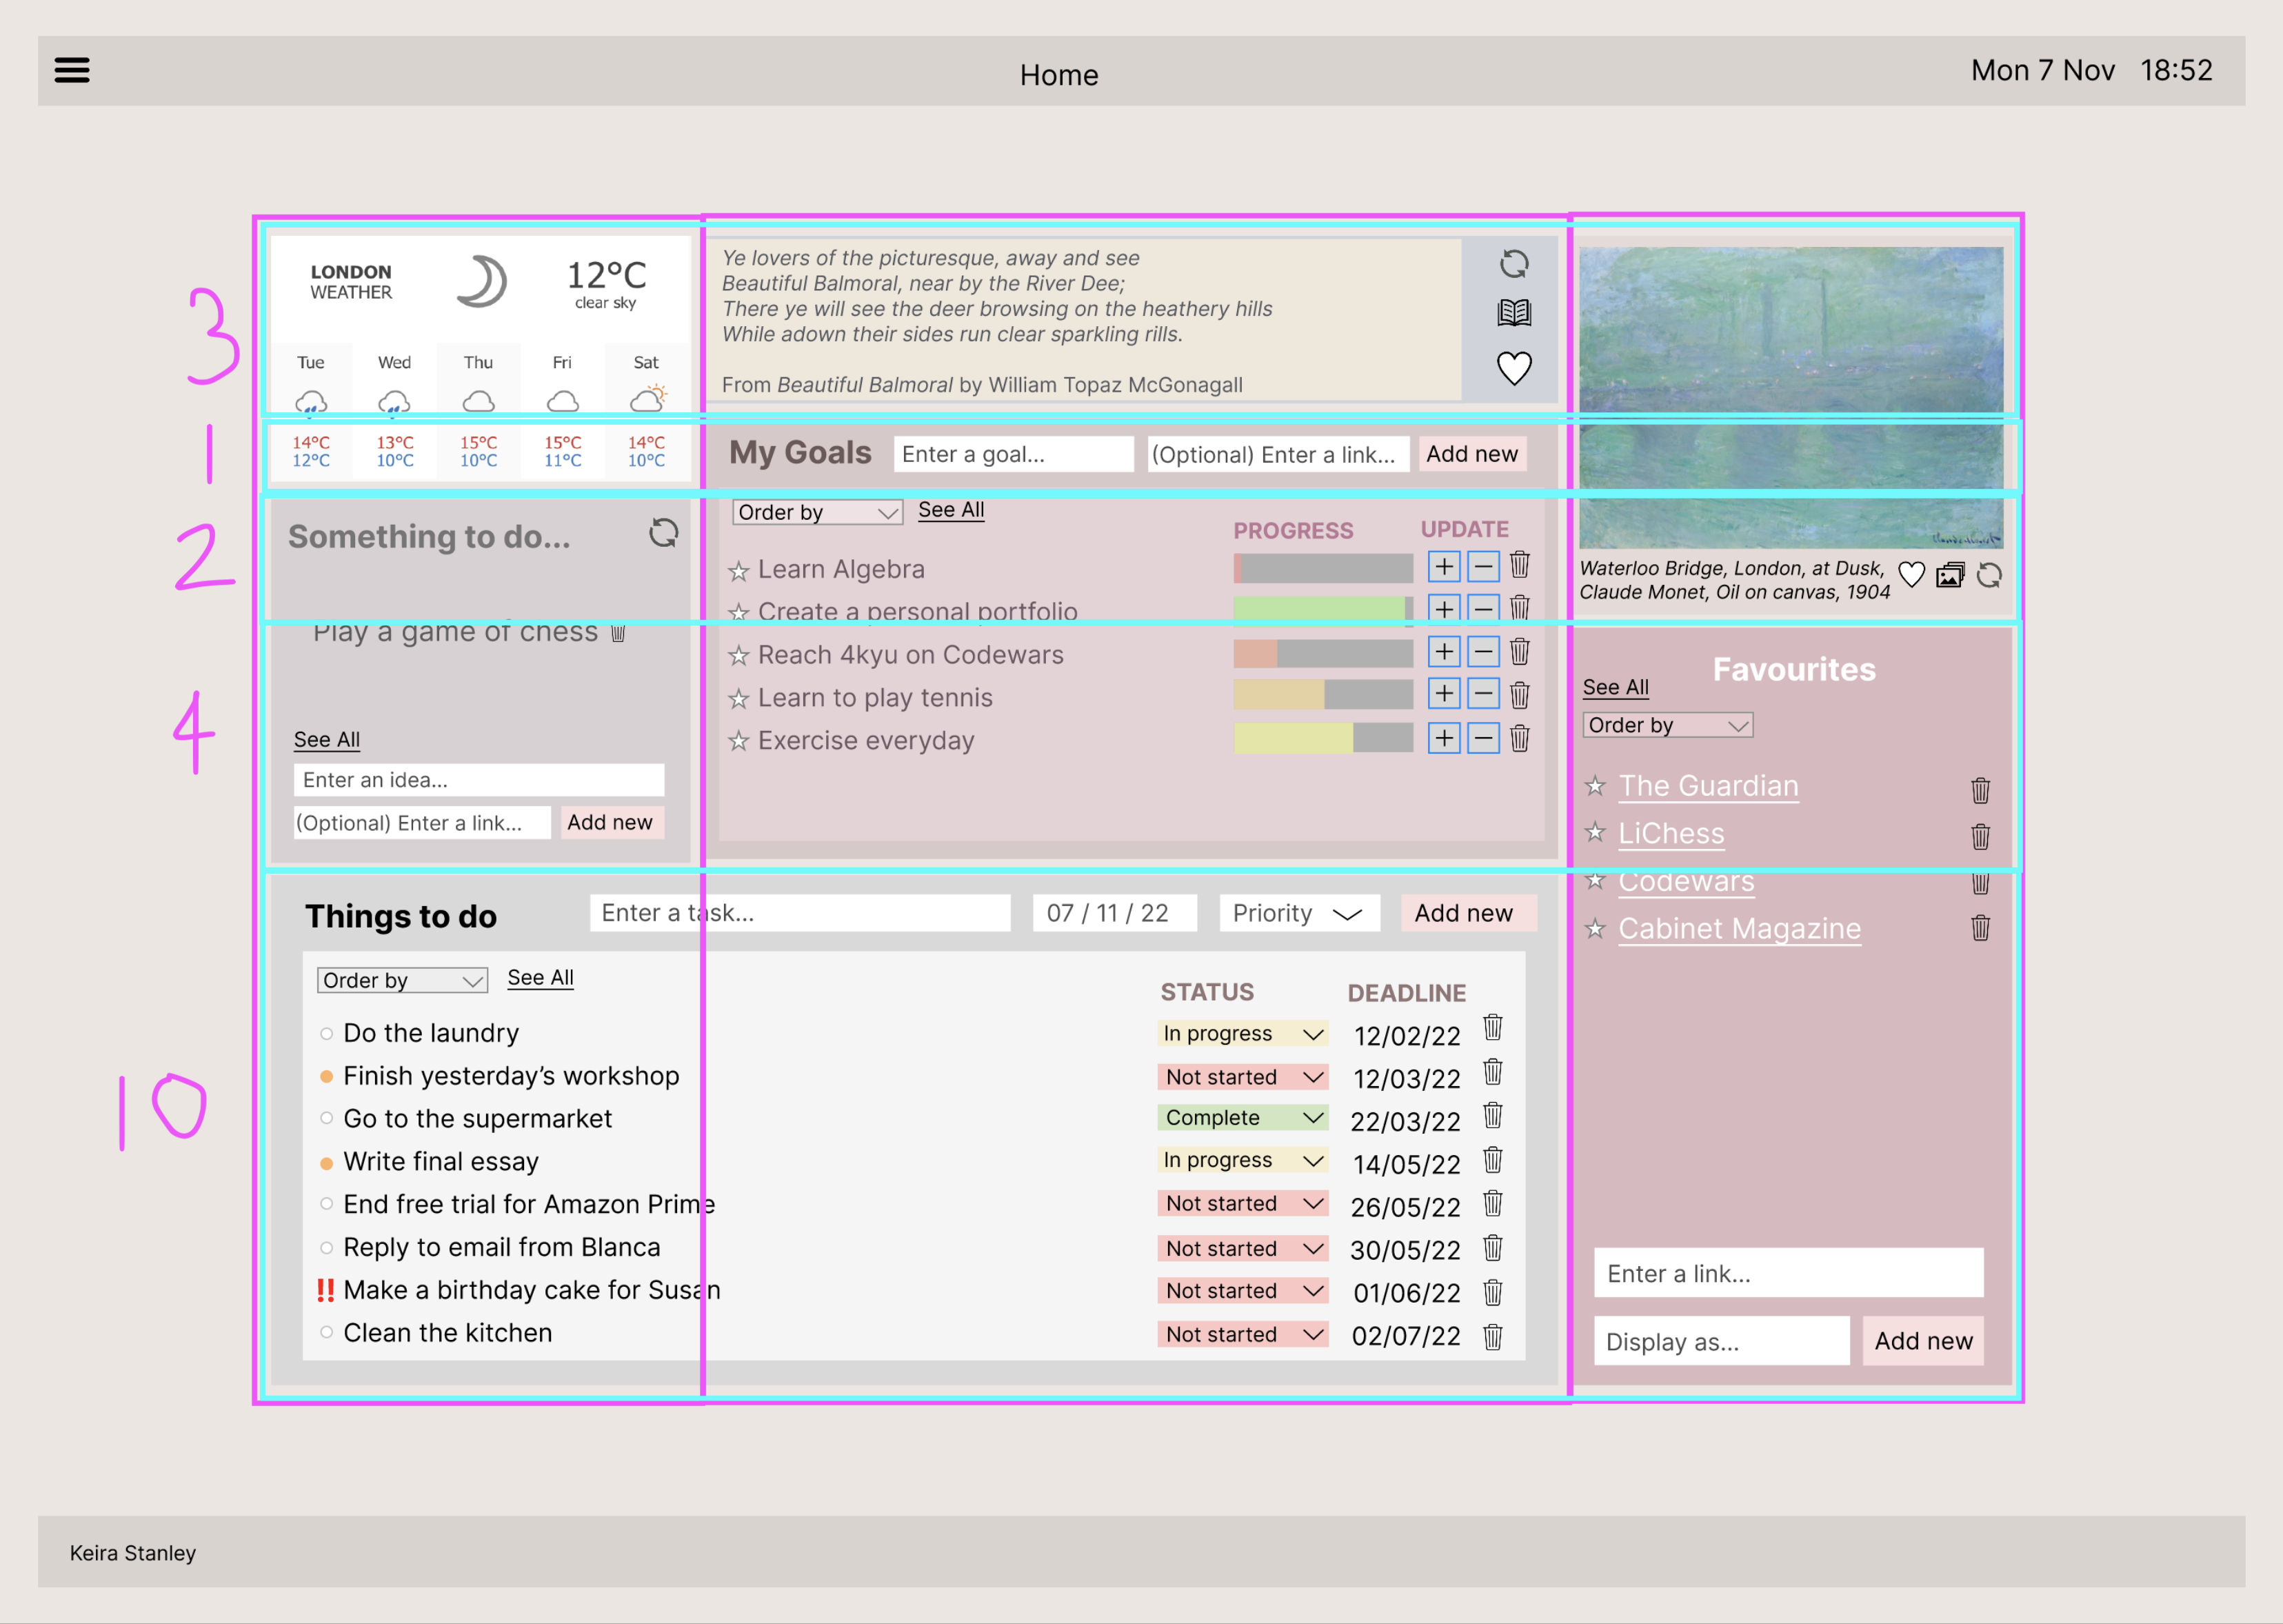 Home
Mon 7 Nov 18:52
3
1
2
4
10
LONDON
WEATHER
12°C
clear sky
Tue Wed Thu Fri Sat
14°C 13°C 15°C 15°C 14°C
12°C 10°C 10°C 11°C 10°C
Ye lovers of the picturesque, away and see
Beautiful Balmoral, near by the River Dee;
There ye will see the deer browsing on the heathery hills
While adown their sides run clear sparkling rills.
From Beautiful Balmoral by William Topaz McGonagall
Waterloo Bridge, London, at Dusk,
Claude Monet, Oil on canvas, 1904
Something to do...
Play a game of chess
See All
Enter an idea...
(Optional) Enter a link...
Add new
My Goals
Enter a goal...
(Optional) Enter a link...
Add new
Order by
See All
PROGRESS
UPDATE
Learn Algebra
+ −
Create a personal portfolio
+ −
Reach 4kyu on Codewars
+ −
Learn to play tennis
+ −
Exercise everyday
+ −
Favourites
See All
Order by
The Guardian
LiChess
Codewars
Cabinet Magazine
Enter a link...
Display as...
Add new
Things to do
Enter a task...
07 / 11 / 22
Priority
Add new
Order by
See All
STATUS
DEADLINE
Do the laundry In progress 12/02/22
Finish yesterday’s workshop Not started 12/03/22
Go to the supermarket Complete 22/03/22
Write final essay In progress 14/05/22
End free trial for Amazon Prime Not started 26/05/22
Reply to email from Blanca Not started 30/05/22
‼ Make a birthday cake for Susan Not started 01/06/22
Clean the kitchen Not started 02/07/22
Keira Stanley